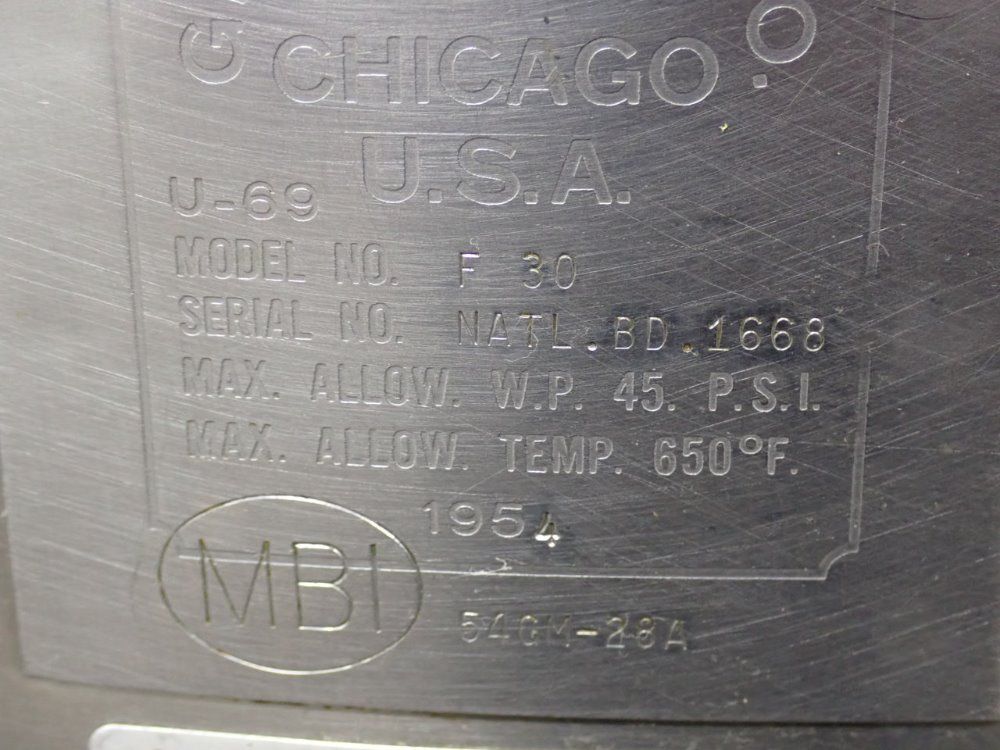 G CHICAGO O.
U.S.A.
U-69
MODEL NO. F 30
SERIAL NO. NATL.BD.1668
MAX. ALLOW. W.P. 45. P.S.I.
MAX. ALLOW. TEMP. 650°F.
1954
MBI
54GM-28A